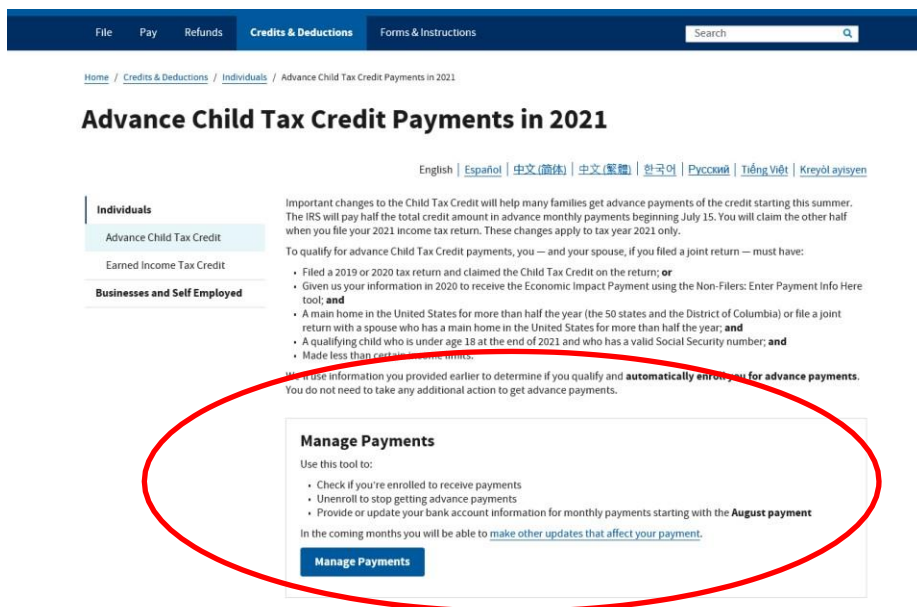 File Pay Refunds Credits & Deductions Forms & Instructions Search
Home / Credits & Deductions / Individuals / Advance Child Tax Credit Payments in 2021
Advance Child Tax Credit Payments in 2021
English | Español | 中文 (简体) | 中文 (繁體) | 한국어 | Русский | Tiếng Việt | Kreyòl ayisyen
Individuals
Advance Child Tax Credit
Earned Income Tax Credit
Businesses and Self Employed
Important changes to the Child Tax Credit will help many families get advance payments of the credit starting this summer.
The IRS will pay half the total credit amount in advance monthly payments beginning July 15. You will claim the other half
when you file your 2021 income tax return. These changes apply to tax year 2021 only.
To qualify for advance Child Tax Credit payments, you — and your spouse, if you filed a joint return — must have:
• Filed a 2019 or 2020 tax return and claimed the Child Tax Credit on the return; or
• Given us your information in 2020 to receive the Economic Impact Payment using the Non-Filers: Enter Payment Info Here
tool; and
• A main home in the United States for more than half the year (the 50 states and the District of Columbia) or file a joint
return with a spouse who has a main home in the United States for more than half the year; and
• A qualifying child who is under age 18 at the end of 2021 and who has a valid Social Security number; and
• Made less than certain income limits.
We'll use information you provided earlier to determine if you qualify and automatically enroll you for advance payments.
You do not need to take any additional action to get advance payments.
Manage Payments
Use this tool to:
• Check if you're enrolled to receive payments
• Unenroll to stop getting advance payments
• Provide or update your bank account information for monthly payments starting with the August payment
In the coming months you will be able to make other updates that affect your payment.
Manage Payments